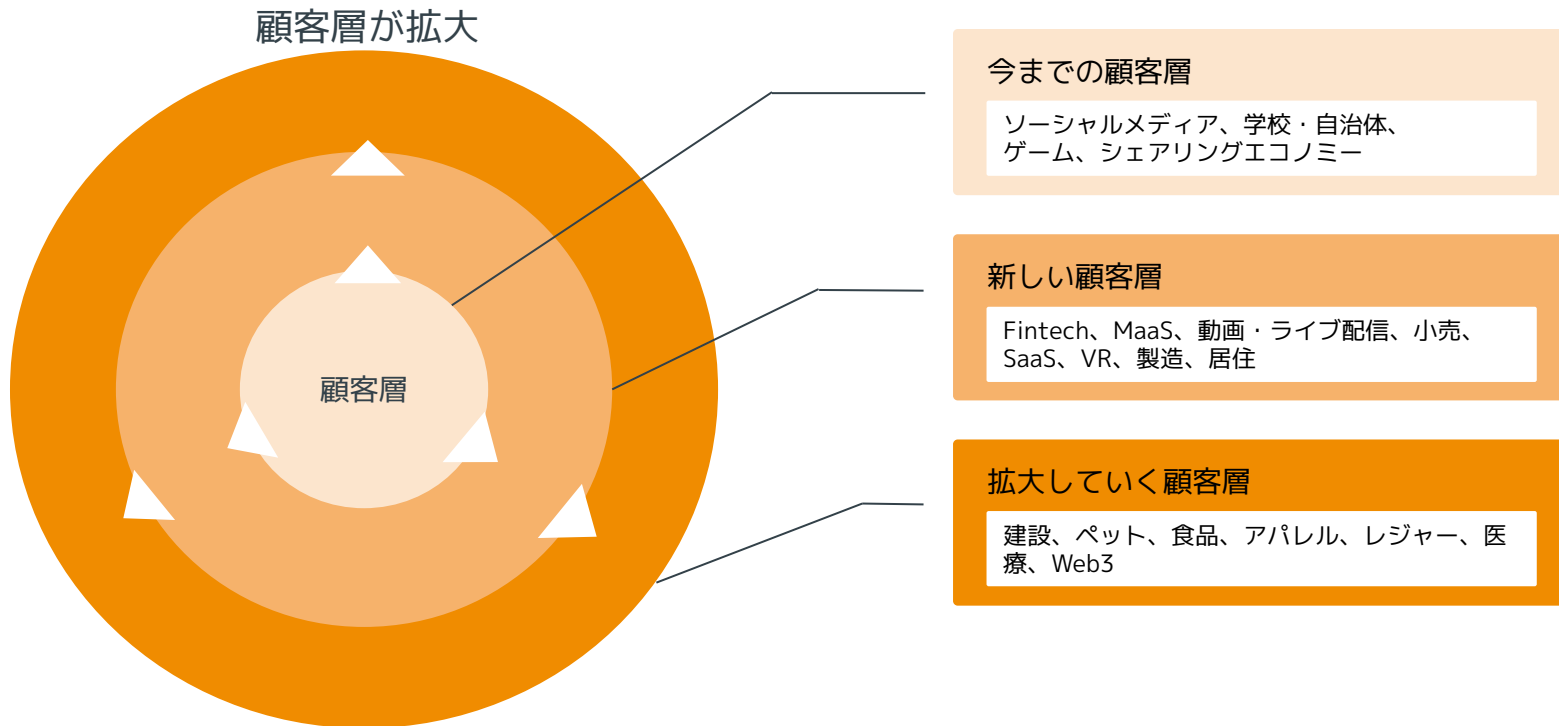 顧客層が拡大
顧客層
今までの顧客層
ソーシャルメディア、学校・自治体、
ゲーム、シェアリングエコノミー
新しい顧客層
Fintech、MaaS、動画・ライブ配信、小売、
SaaS、VR、製造、居住
拡大していく顧客層
建設、ペット、食品、アパレル、レジャー、医
療、Web3